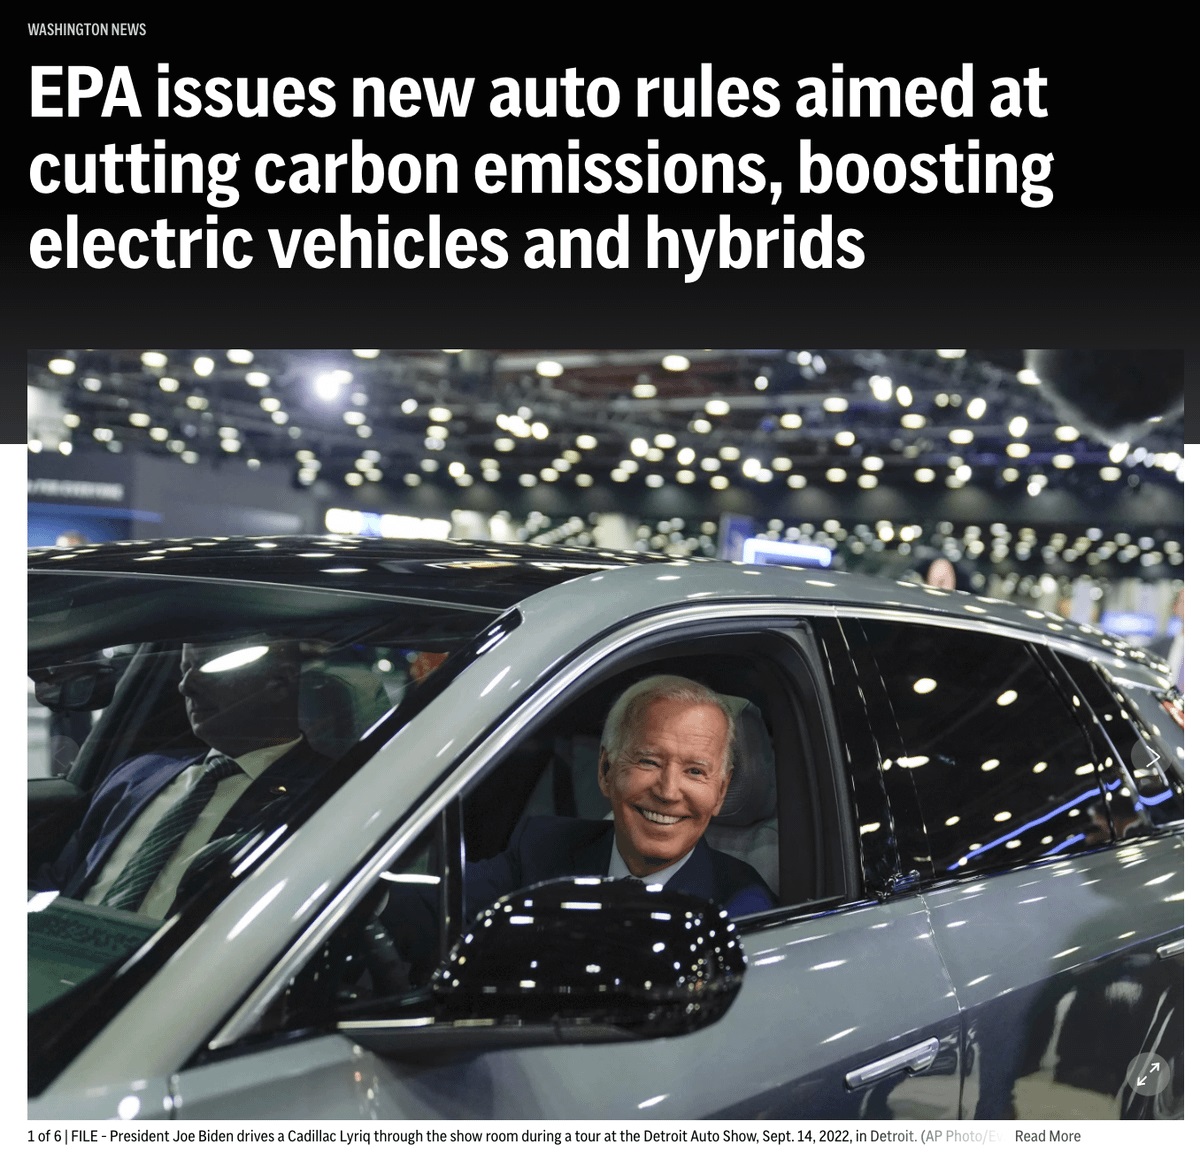 WASHINGTON NEWS
EPA issues new auto rules aimed at
cutting carbon emissions, boosting
electric vehicles and hybrids
1 of 6 | FILE - President Joe Biden drives a Cadillac Lyriq through the show room during a tour at the Detroit Auto Show, Sept. 14, 2022, in Detroit. (AP Photo/Ev Read More